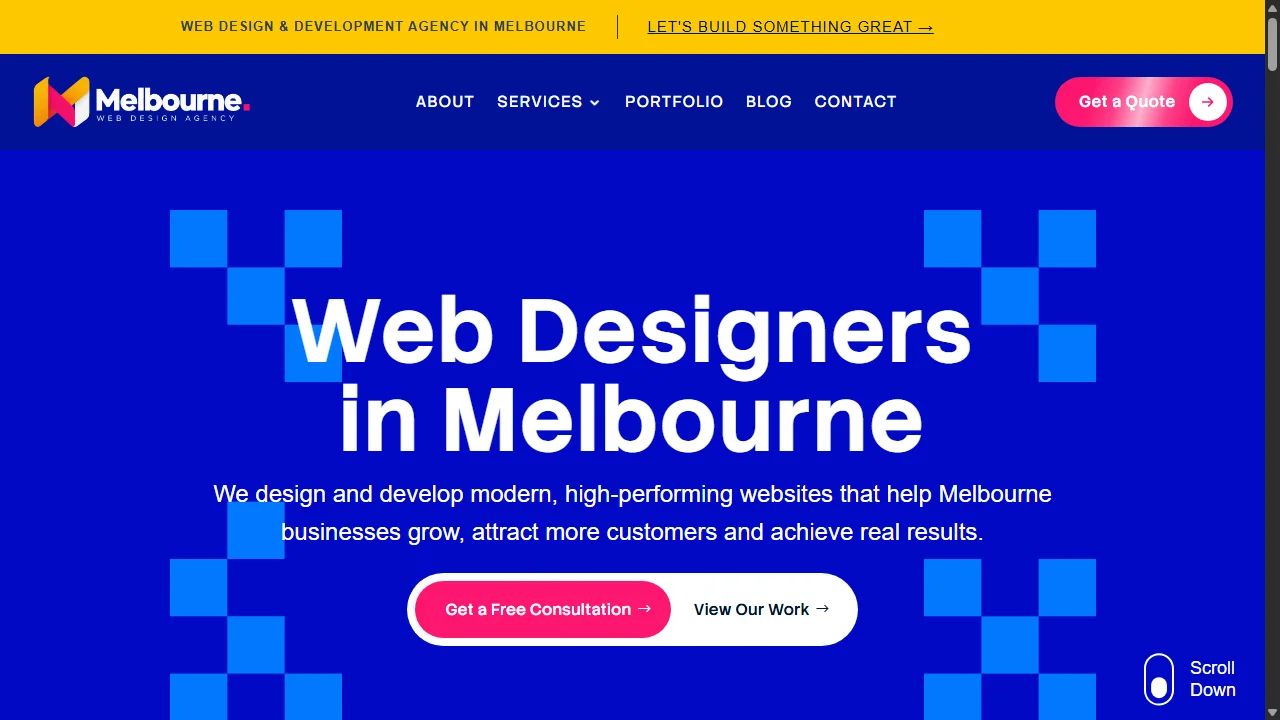 WEB DESIGN & DEVELOPMENT AGENCY IN MELBOURNE
LET'S BUILD SOMETHING GREAT →
Melbourne.
WEB DESIGN AGENCY
ABOUT
SERVICES
PORTFOLIO
BLOG
CONTACT
Get a Quote
Web Designers
in Melbourne
We design and develop modern, high-performing websites that help Melbourne
businesses grow, attract more customers and achieve real results.
Get a Free Consultation →
View Our Work →
Scroll
Down